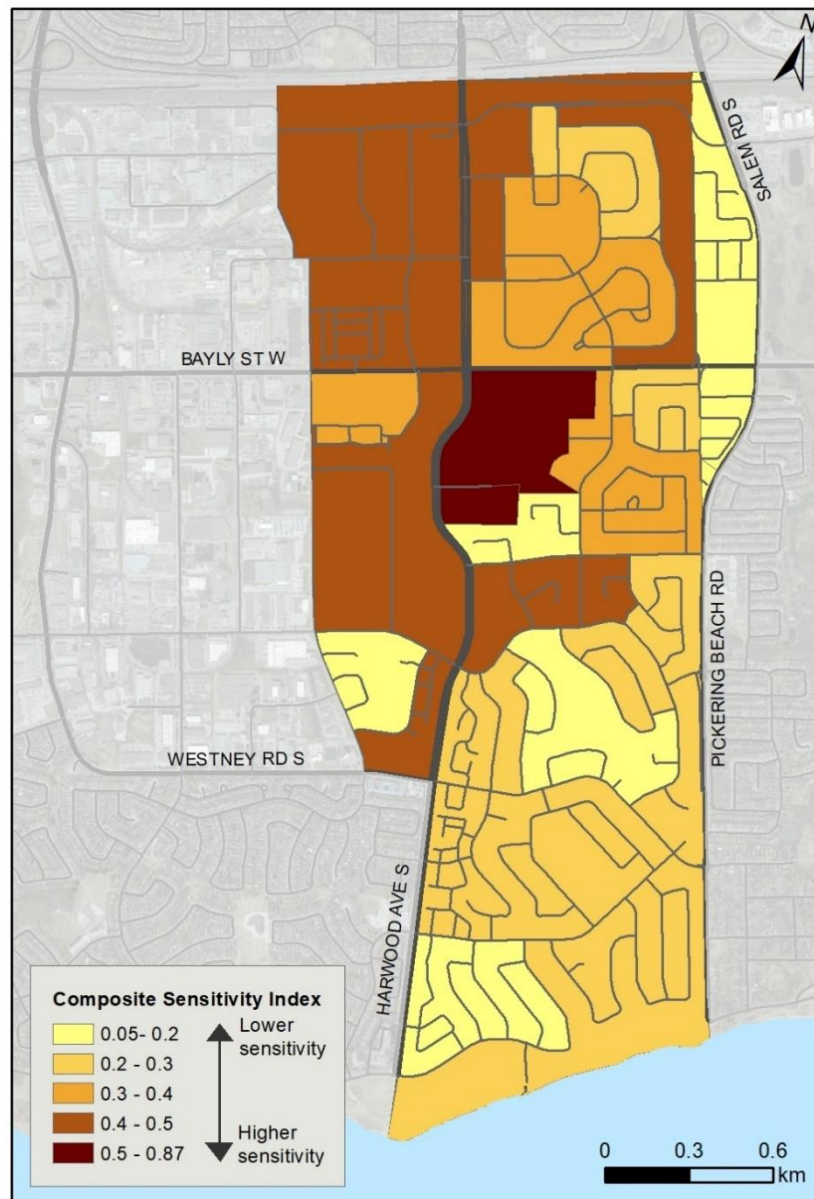 N
SALEM RD S
BAYLY ST W
PICKERING BEACH RD
WESTNEY RD S
HARWOOD AVE S
Composite Sensitivity Index
0.05- 0.2
0.2 - 0.3
0.3 - 0.4
0.4 - 0.5
0.5 - 0.87
Lower
sensitivity
Higher
sensitivity
0 0.3 0.6
km